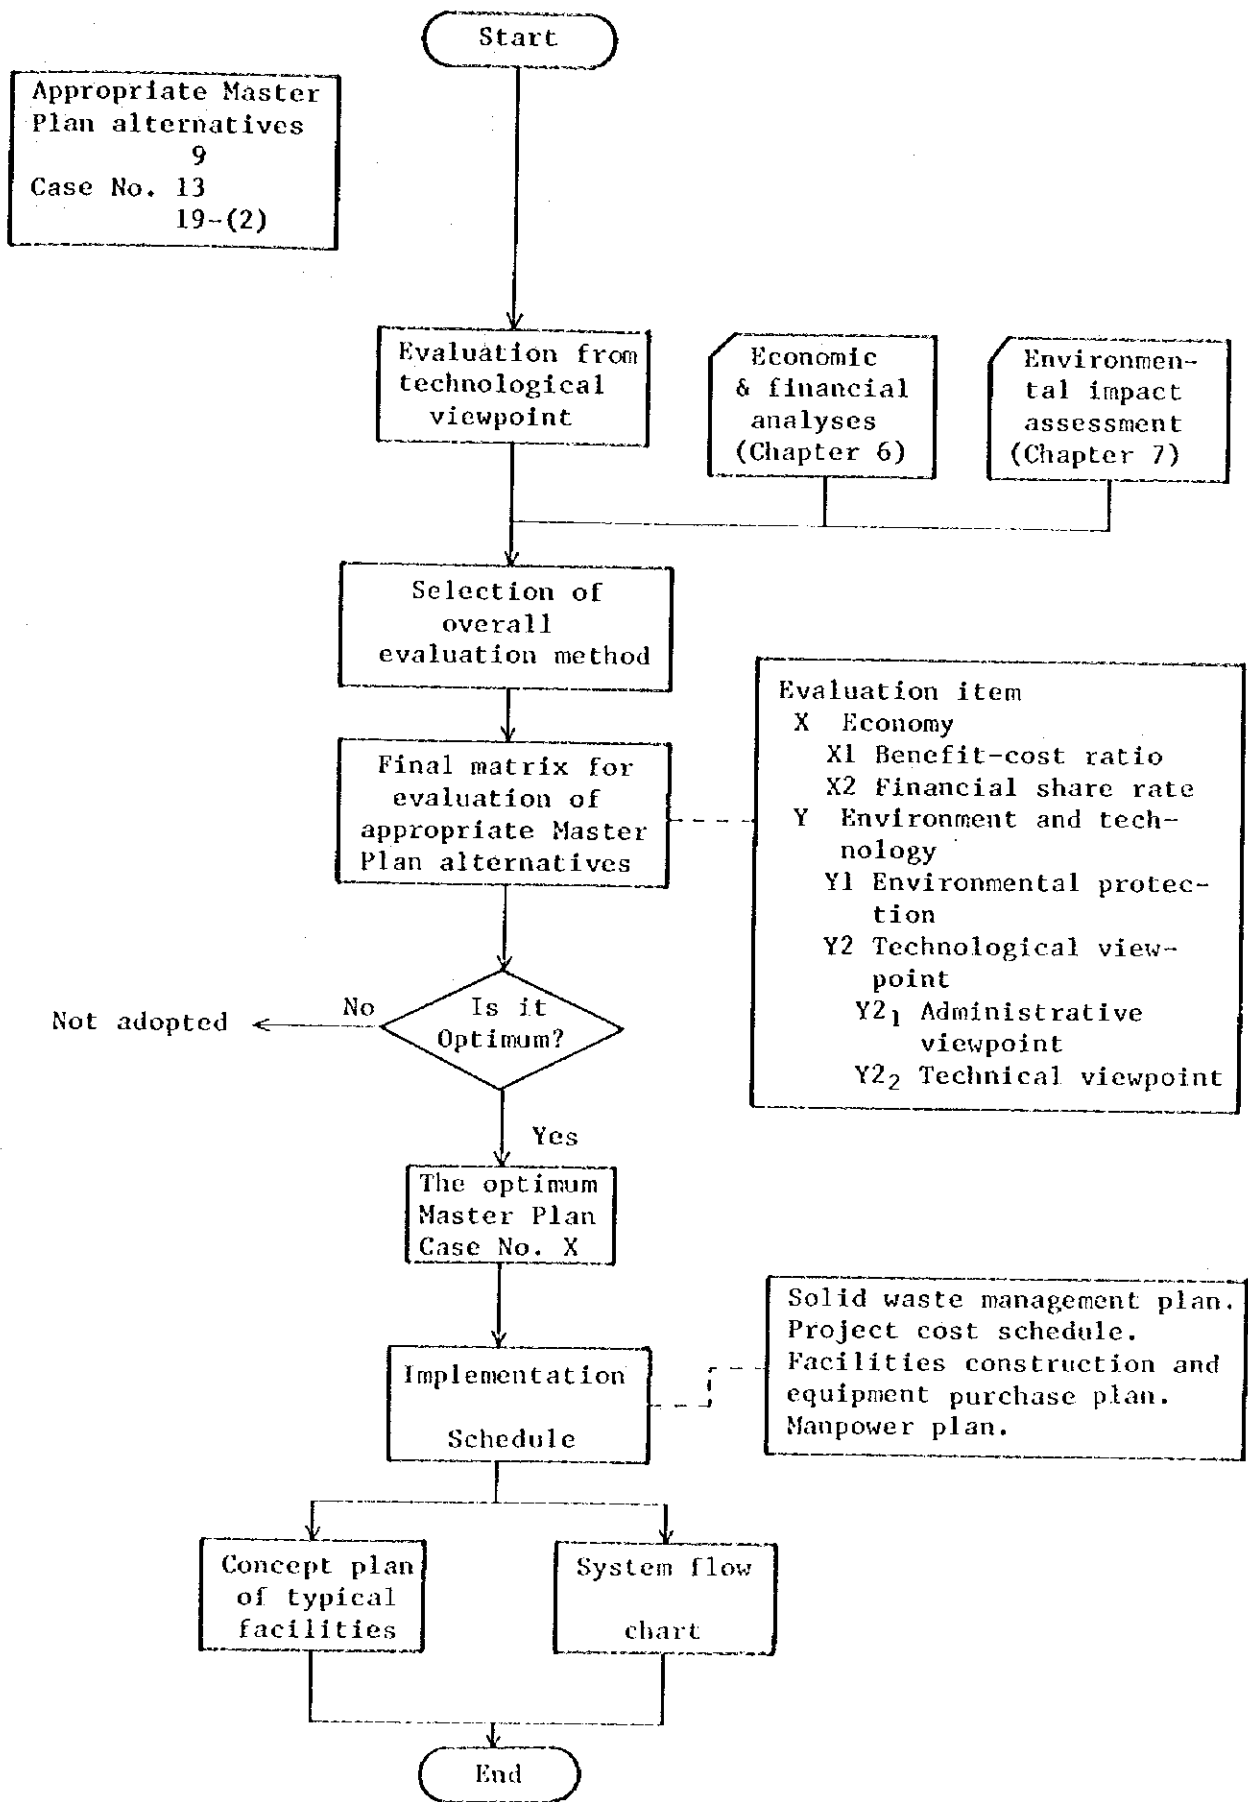 Start
Appropriate Master
Plan alternatives
9
Case No. 13
19-(2)
Evaluation from
technological
viewpoint
Economic
& financial
analyses
(Chapter 6)
Environmen-
tal impact
assessment
(Chapter 7)
Selection of
overall
evaluation method
Final matrix for
evaluation of
appropriate Master
Plan alternatives
Evaluation item
X Economy
X1 Benefit-cost ratio
X2 Financial share rate
Y Environment and tech-
nology
Y1 Environmental protec-
tion
Y2 Technological view-
point
Y2₁ Administrative
viewpoint
Y2₂ Technical viewpoint
Is it
Optimum?
No
Not adopted
Yes
The optimum
Master Plan
Case No. X
Implementation
Schedule
Solid waste management plan.
Project cost schedule.
Facilities construction and
equipment purchase plan.
Manpower plan.
Concept plan
of typical
facilities
System flow
chart
End